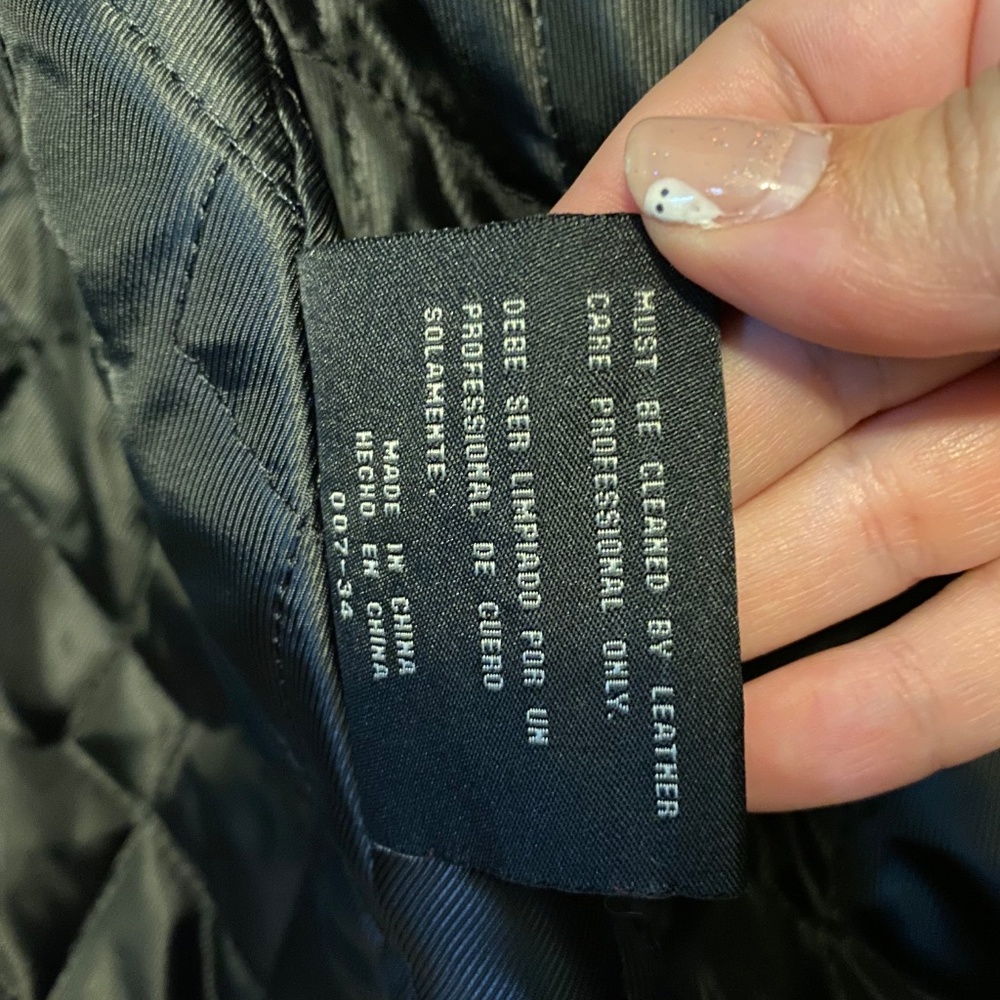 MUST BE CLEANED BY LEATHER
CARE PROFESSIONAL ONLY.
DEBE SER LIMPIADO POR UN
PROFESSIONAL DE CUERO
SOLAMENTE.
MADE IN CHINA
HECHO EN CHINA
007-34